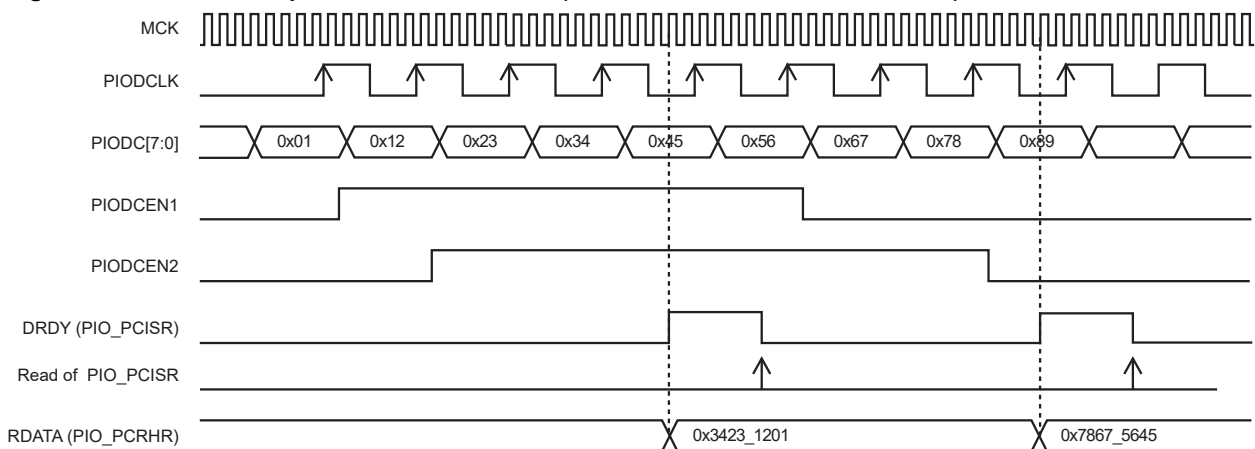 MCK
PIODCLK
PIODC[7:0] 0x01 0x12 0x23 0x34 0x45 0x56 0x67 0x78 0x89
PIODCEN1
PIODCEN2
DRDY (PIO_PCISR)
Read of PIO_PCISR
RDATA (PIO_PCRHR) 0x3423_1201 0x7867_5645